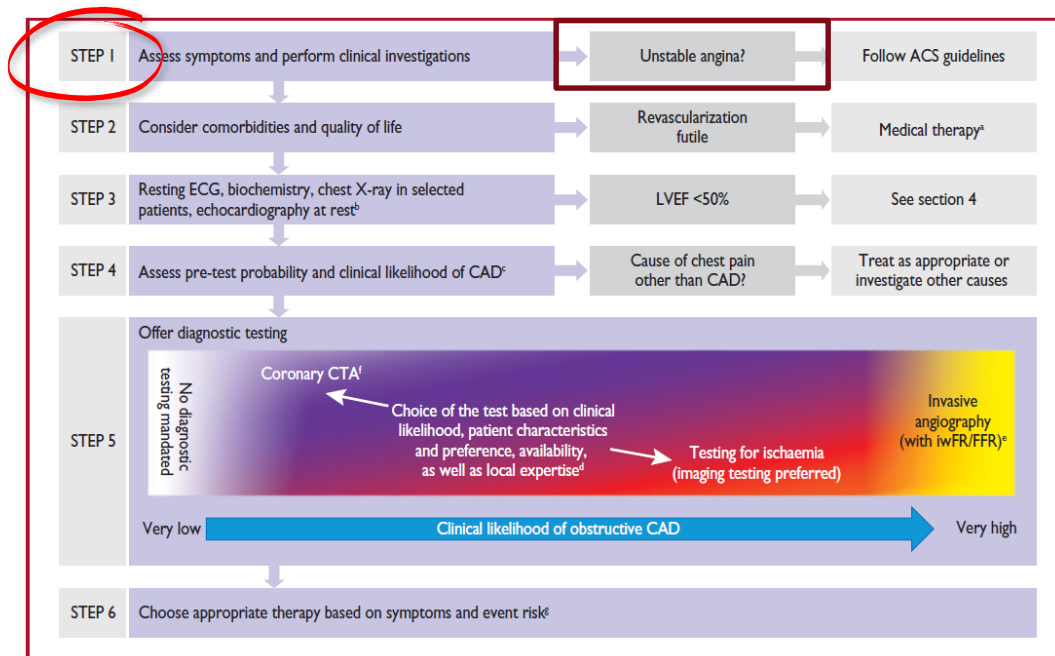 STEP 1
Assess symptoms and perform clinical investigations
Unstable angina?
Follow ACS guidelines
STEP 2
Consider comorbidities and quality of life
Revascularization
futile
Medical therapyᵃ
STEP 3
Resting ECG, biochemistry, chest X-ray in selected
patients, echocardiography at restᵇ
LVEF <50%
See section 4
STEP 4
Assess pre-test probability and clinical likelihood of CADᶜ
Cause of chest pain
other than CAD?
Treat as appropriate or
investigate other causes
STEP 5
Offer diagnostic testing
No diagnostic
testing mandated
Coronary CTAᶠ
Choice of the test based on clinical
likelihood, patient characteristics
and preference, availability,
as well as local expertiseᵈ
Testing for ischaemia
(imaging testing preferred)
Invasive
angiography
(with iwFR/FFR)ᵉ
Very low
Clinical likelihood of obstructive CAD
Very high
STEP 6
Choose appropriate therapy based on symptoms and event riskᵍ